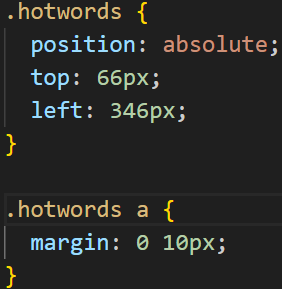 .hotwords {
  position: absolute;
  top: 66px;
  left: 346px;
}

.hotwords a {
  margin: 0 10px;
}